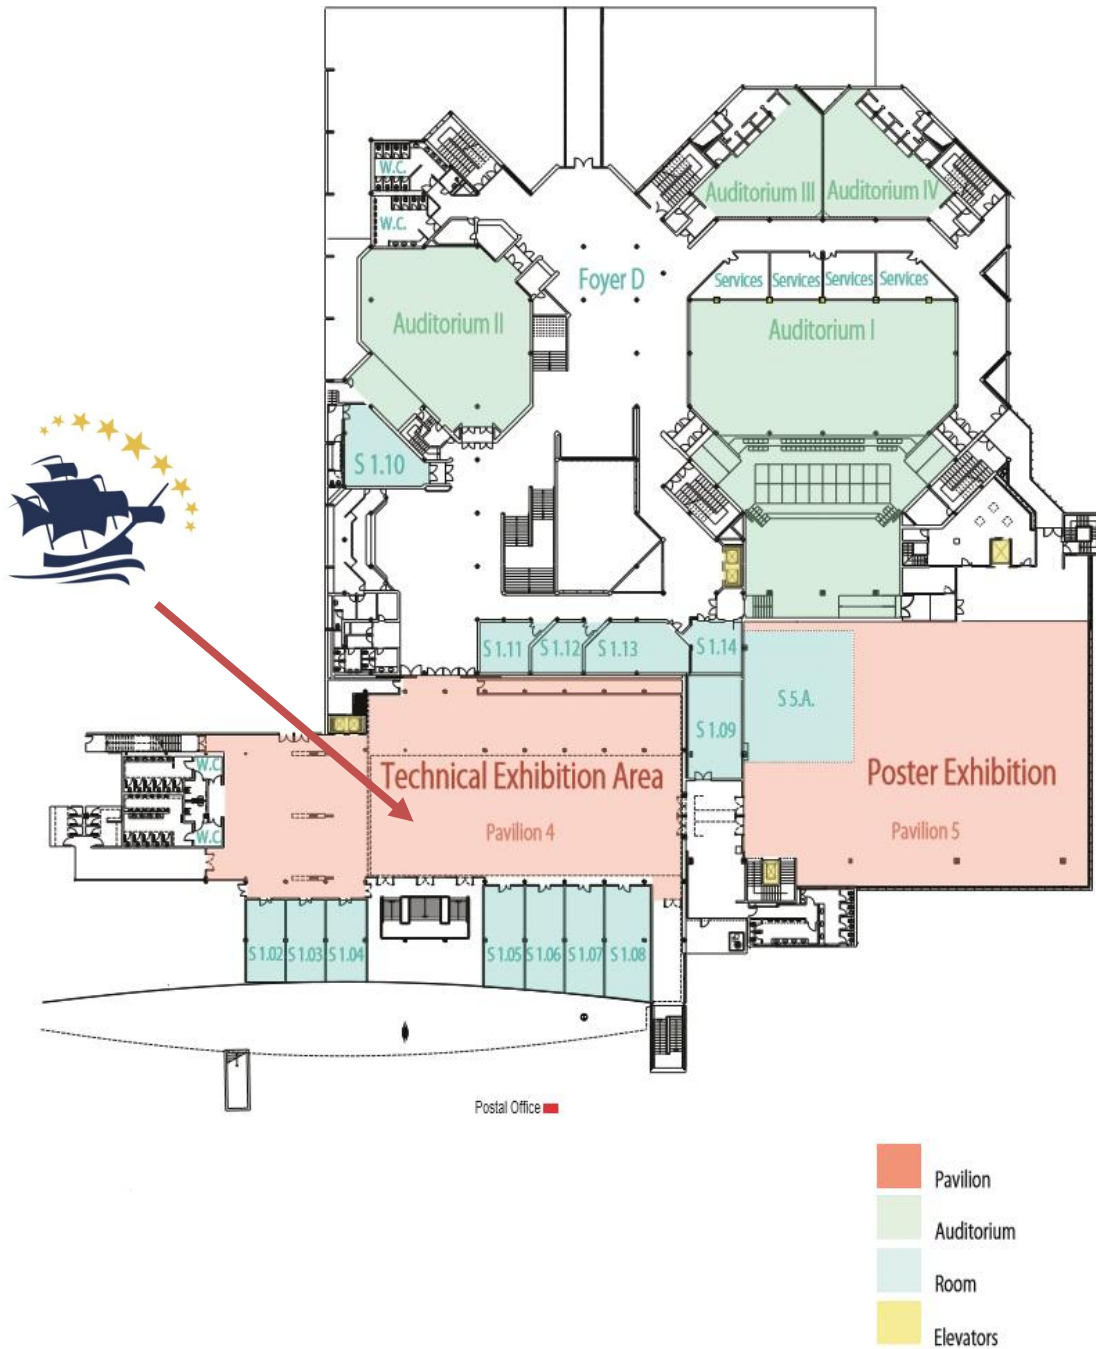 W.C.
W.C.
Auditorium III
Auditorium IV
Foyer D
Services
Services
Services
Services
Auditorium II
Auditorium I
S 1.10
S 1.11
S 1.12
S 1.13
S 1.14
S 1.09
S 5.A.
W.C.
Technical Exhibition Area
Poster Exhibition
W.C.
Pavilion 4
Pavilion 5
S 1.02
S 1.03
S 1.04
S 1.05
S 1.06
S 1.07
S 1.08
Postal Office
Pavilion
Auditorium
Room
Elevators